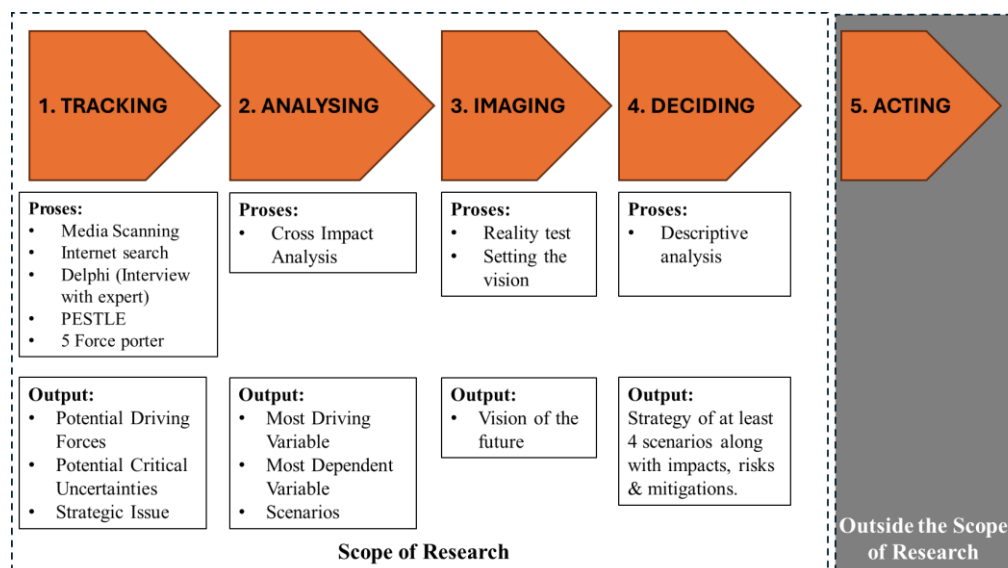 1. TRACKING
2. ANALYSING
3. IMAGING
4. DECIDING
5. ACTING
Proses:
• Media Scanning
• Internet search
• Delphi (Interview
with expert)
• PESTLE
• 5 Force porter
Proses:
• Cross Impact
Analysis
Proses:
• Reality test
• Setting the
vision
Proses:
• Descriptive
analysis
Output:
• Potential Driving
Forces
• Potential Critical
Uncertainties
• Strategic Issue
Output:
• Most Driving
Variable
• Most Dependent
Variable
• Scenarios
Output:
• Vision of the
future
Output:
Strategy of at least
4 scenarios along
with impacts, risks
& mitigations.
Scope of Research
Outside the Scope
of Research